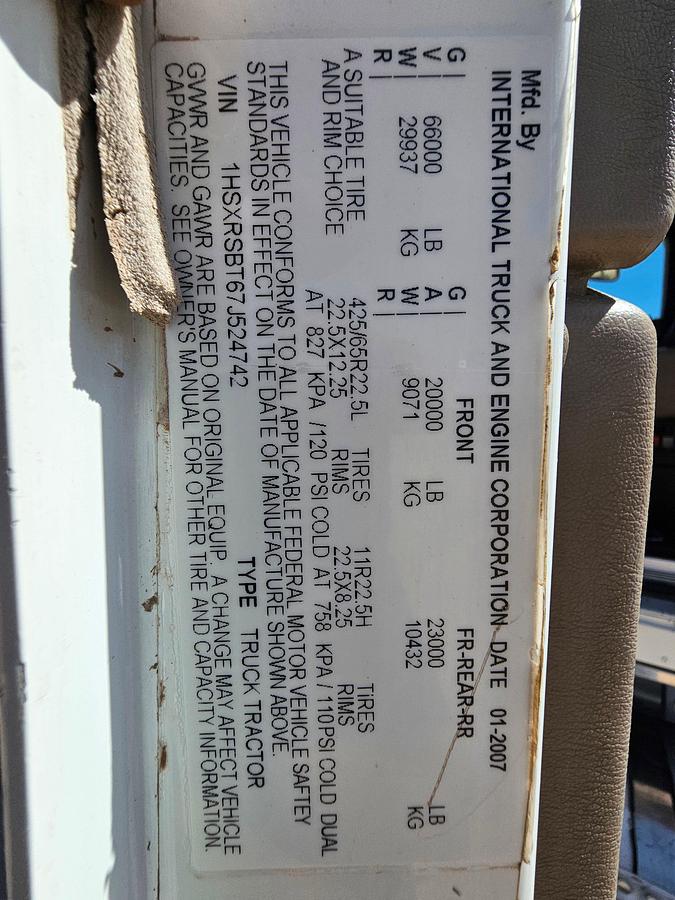 Mfd. By
INTERNATIONAL TRUCK AND ENGINE CORPORATION DATE 01-2007
G G FRONT FR-REAR-RR
V 66000 LB A 20000 LB 23000 LB
W 29937 KG W 9071 KG 10432 KG
R R
A SUITABLE TIRE 425/65R22.5L TIRES 11R22.5H TIRES
AND RIM CHOICE 22.5X12.25 RIMS 22.5X8.25 RIMS
AT 827 KPA /120 PSI COLD AT 758 KPA / 110PSI COLD DUAL
THIS VEHICLE CONFORMS TO ALL APPLICABLE FEDERAL MOTOR VEHICLE SAFTEY
STANDARDS IN EFFECT ON THE DATE OF MANUFACTURE SHOWN ABOVE.
VIN 1HSXRSBT67J524742 TYPE TRUCK TRACTOR
GVWR AND GAWR ARE BASED ON ORIGINAL EQUIP. A CHANGE MAY AFFECT VEHICLE
CAPACITIES. SEE OWNER'S MANUAL FOR OTHER TIRE AND CAPACITY INFORMATION.